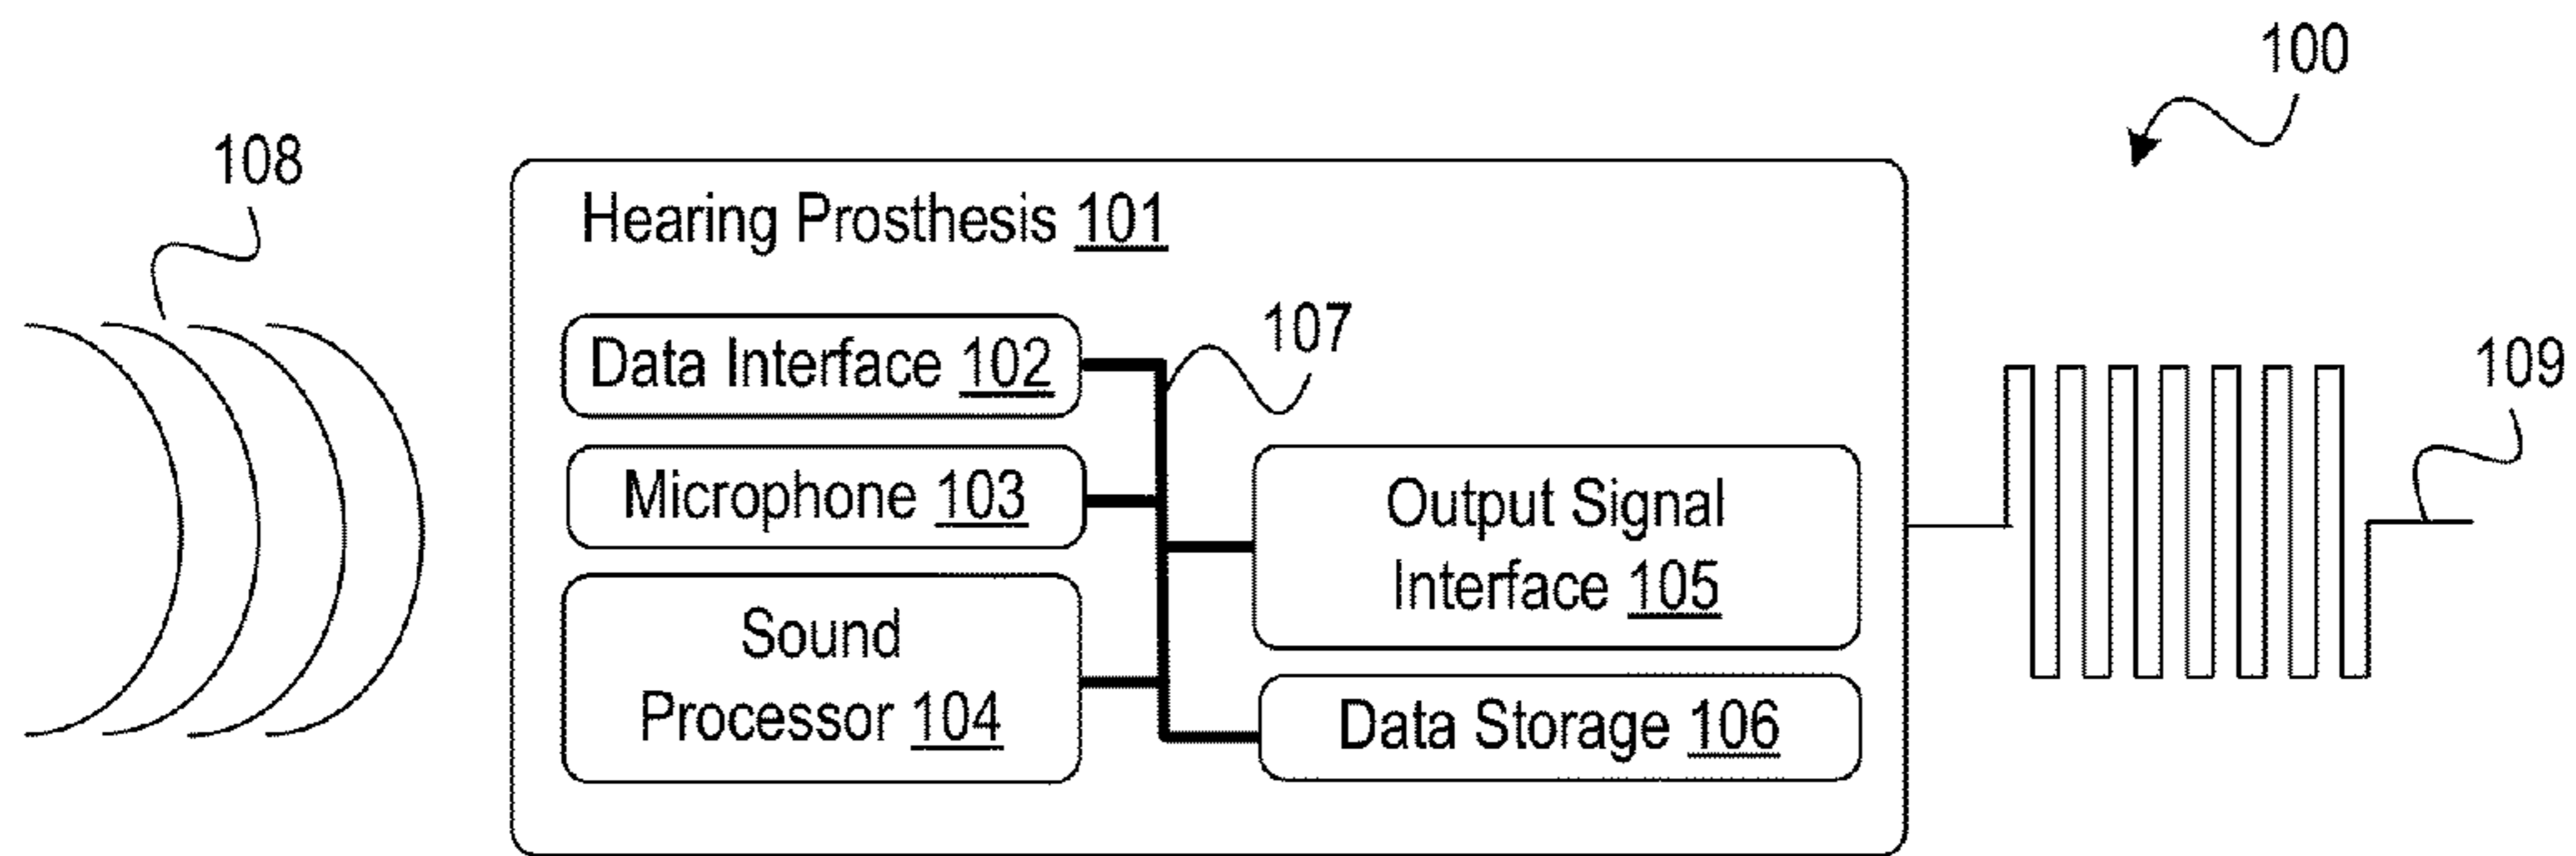 100
108
Hearing Prosthesis 101
107
Data Interface 102
109
Microphone 103
Output Signal
Interface 105
Sound
Processor 104
Data Storage 106